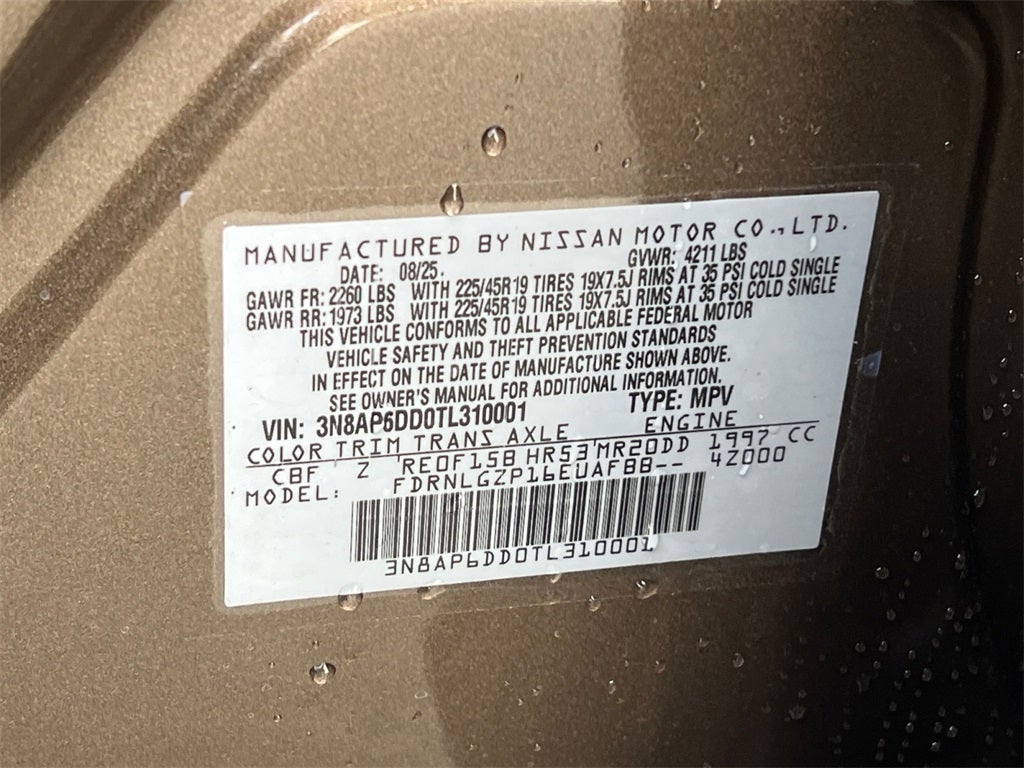 MANUFACTURED BY NISSAN MOTOR CO.,LTD.
DATE: 08/25. GVWR: 4211 LBS
GAWR FR: 2260 LBS WITH 225/45R19 TIRES 19X7.5J RIMS AT 35 PSI COLD SINGLE
GAWR RR: 1973 LBS WITH 225/45R19 TIRES 19X7.5J RIMS AT 35 PSI COLD SINGLE
THIS VEHICLE CONFORMS TO ALL APPLICABLE FEDERAL MOTOR
VEHICLE SAFETY AND THEFT PREVENTION STANDARDS
IN EFFECT ON THE DATE OF MANUFACTURE SHOWN ABOVE.
SEE OWNER'S MANUAL FOR ADDITIONAL INFORMATION.
VIN: 3N8AP6DD0TL310001 TYPE: MPV
COLOR TRIM TRANS AXLE ENGINE
CBF Z RE0F15B HR53 MR20DD 1997 CC
MODEL: FDRNLGZP16EUAFBB-- 4Z000
3N8AP6DD0TL310001